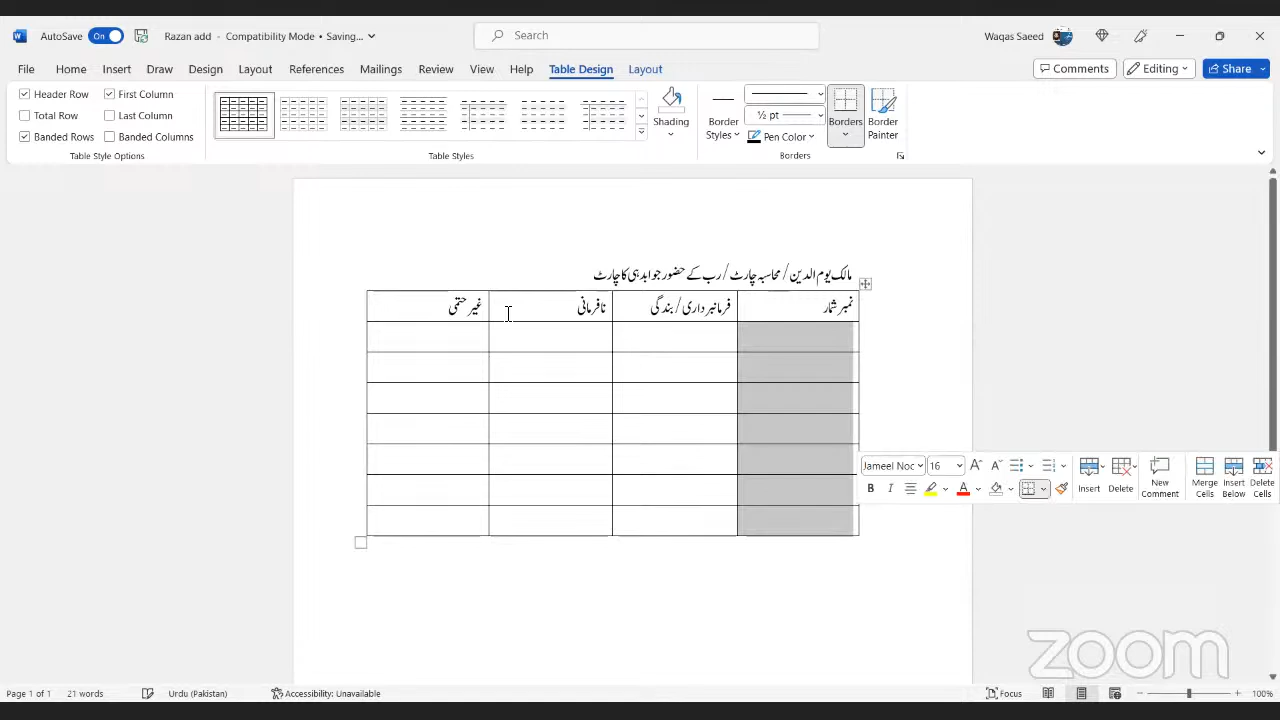 AutoSave On Razan add - Compatibility Mode • Saving... Search Waqas Saeed
File Home Insert Draw Design Layout References Mailings Review View Help Table Design Layout Comments Editing Share
Header Row First Column
Total Row Last Column
Banded Rows Banded Columns
Table Style Options
Table Styles
Shading
Border Styles
½ pt
Pen Color
Borders
Border Painter
Borders
مالک یوم الدین / محاسبہ چارٹ / رب کے حضور جوابدہی کا چارٹ
نمبر شمار فرمانبرداری / بندگی نافرمانی غیر حتمی
Jameel Noc 16
B I A Insert Delete New Comment Merge Cells Insert Below Delete Cells
zoom
Page 1 of 1 21 words Urdu (Pakistan) Accessibility: Unavailable Focus 100%